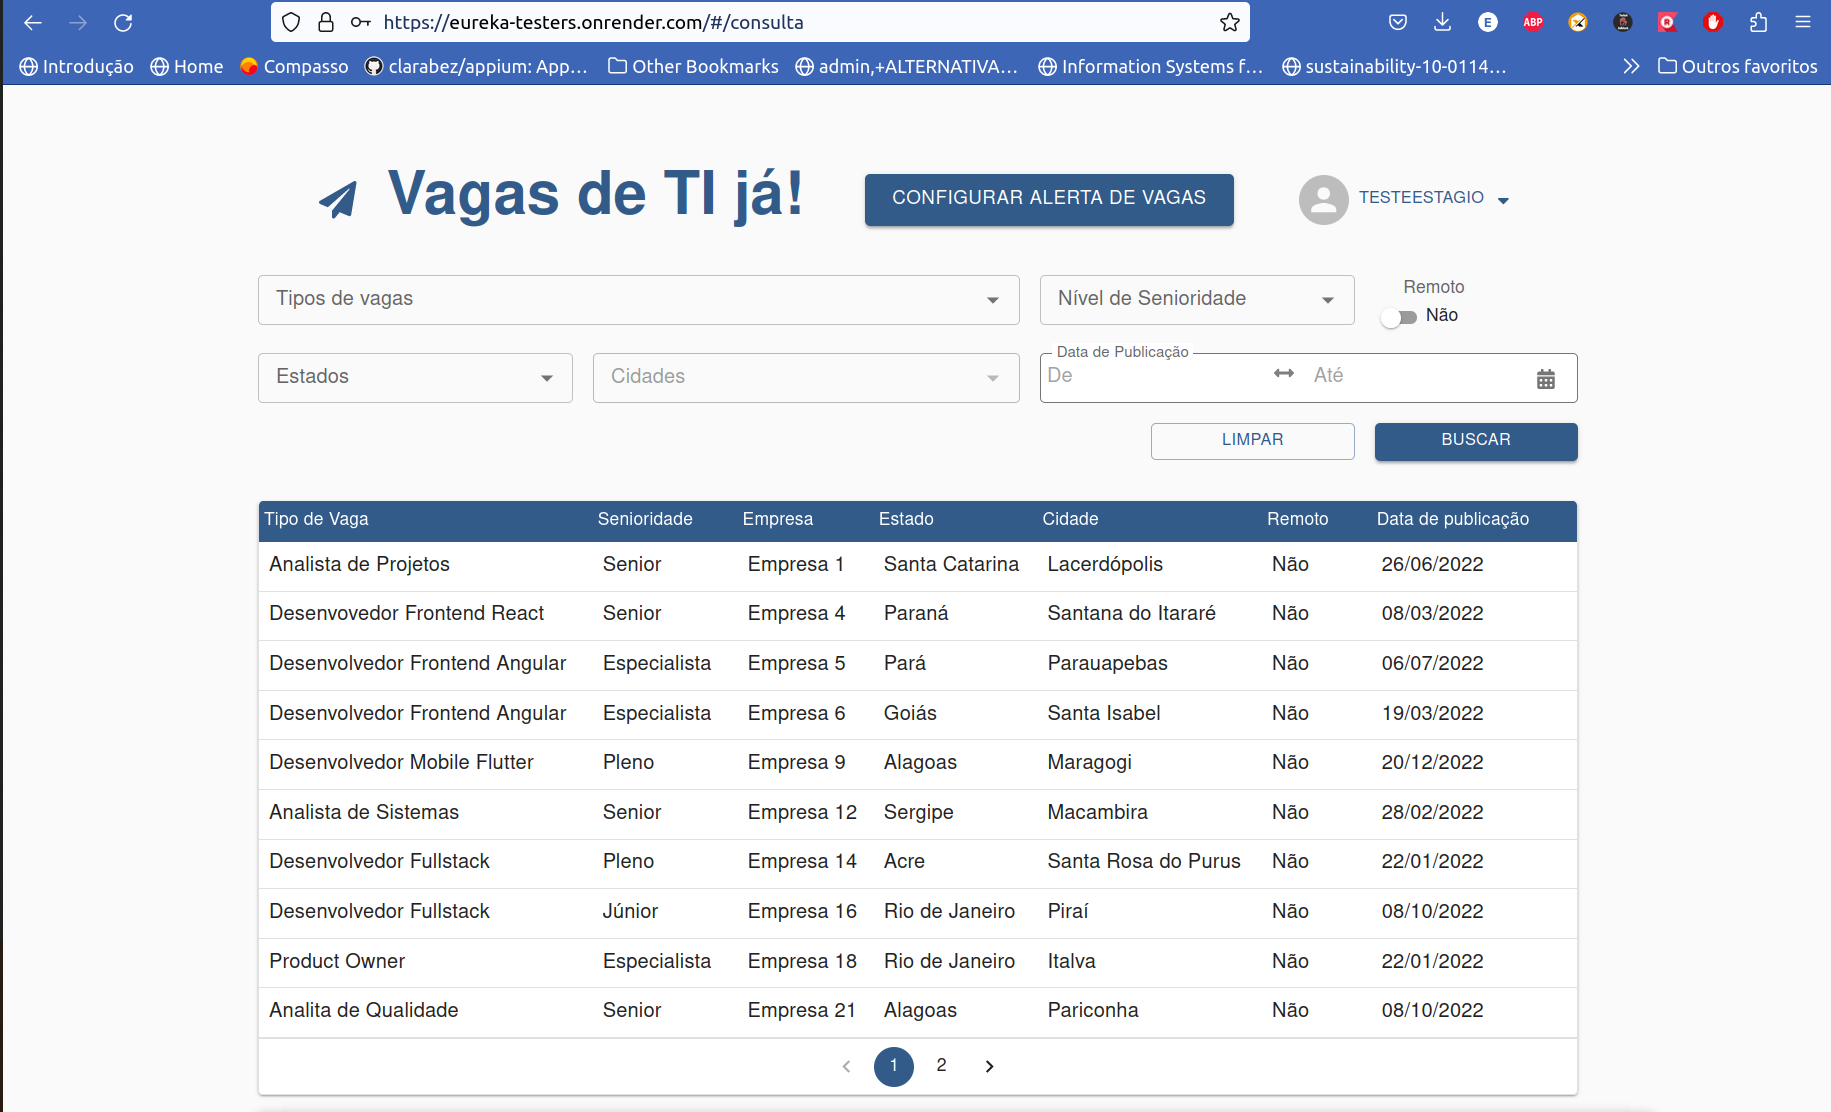 https://eureka-testers.onrender.com/#/consulta
E ABP
Introdução Home Compasso clarabez/appium: App... Other Bookmarks admin,+ALTERNATIVA... Information Systems f... sustainability-10-0114... Outros favoritos
Vagas de TI já! CONFIGURAR ALERTA DE VAGAS TESTEESTAGIO
Tipos de vagas Nível de Senioridade Remoto
Não
Data de Publicação
Estados Cidades De Até
LIMPAR BUSCAR
Tipo de Vaga Senioridade Empresa Estado Cidade Remoto Data de publicação
Analista de Projetos Senior Empresa 1 Santa Catarina Lacerdópolis Não 26/06/2022
Desenvovedor Frontend React Senior Empresa 4 Paraná Santana do Itararé Não 08/03/2022
Desenvolvedor Frontend Angular Especialista Empresa 5 Pará Parauapebas Não 06/07/2022
Desenvolvedor Frontend Angular Especialista Empresa 6 Goiás Santa Isabel Não 19/03/2022
Desenvolvedor Mobile Flutter Pleno Empresa 9 Alagoas Maragogi Não 20/12/2022
Analista de Sistemas Senior Empresa 12 Sergipe Macambira Não 28/02/2022
Desenvolvedor Fullstack Pleno Empresa 14 Acre Santa Rosa do Purus Não 22/01/2022
Desenvolvedor Fullstack Júnior Empresa 16 Rio de Janeiro Piraí Não 08/10/2022
Product Owner Especialista Empresa 18 Rio de Janeiro Italva Não 22/01/2022
Analita de Qualidade Senior Empresa 21 Alagoas Pariconha Não 08/10/2022
1 2